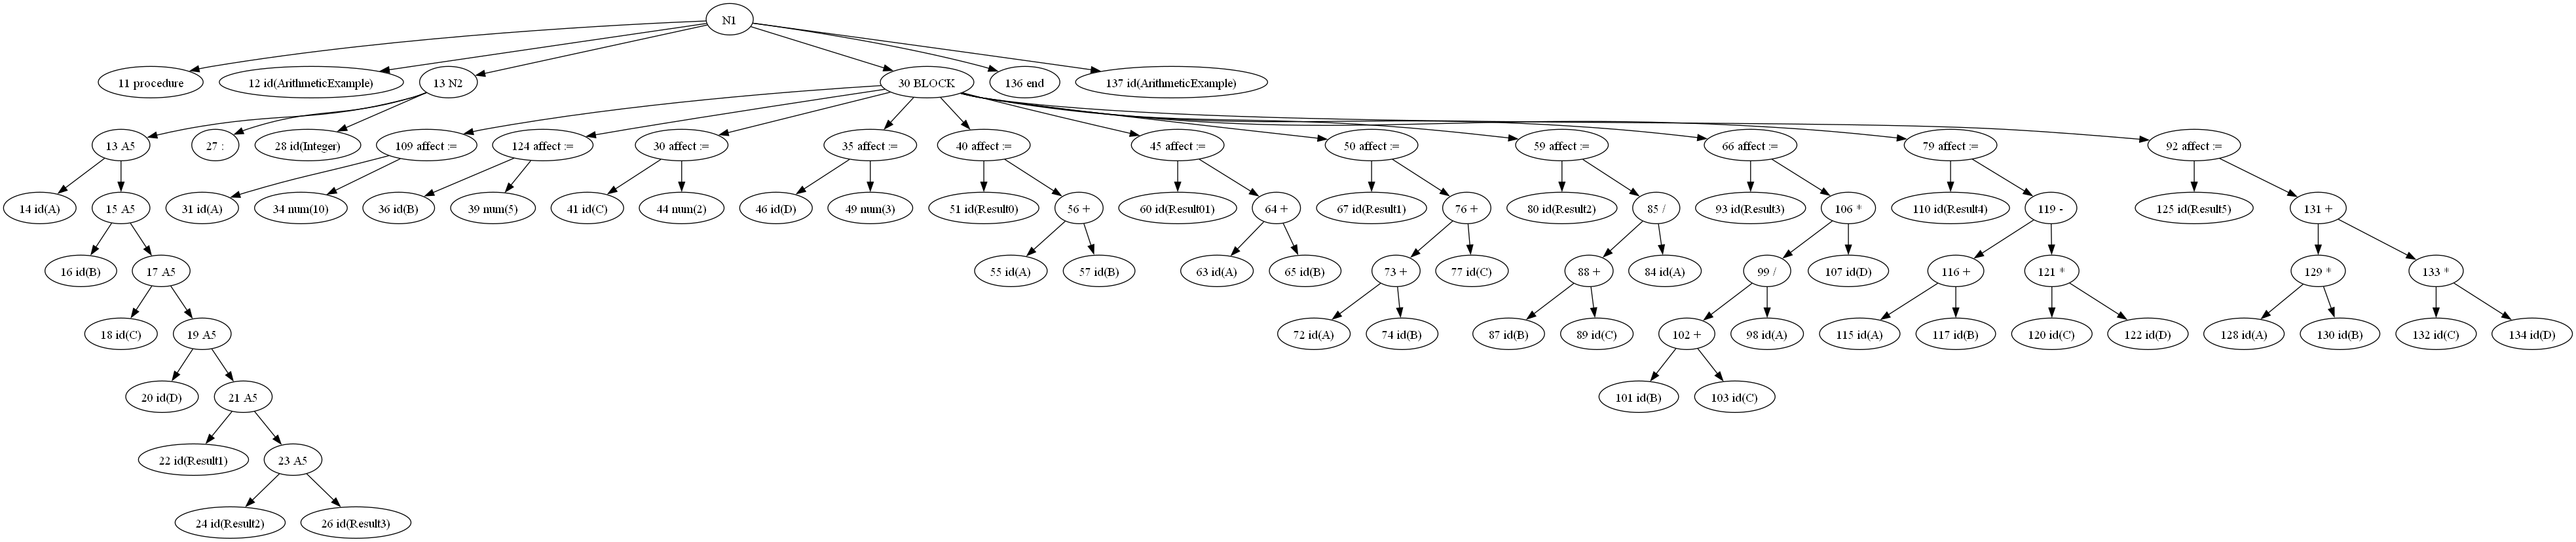 N1
11 procedure
12 id(ArithmeticExample)
13 N2
30 BLOCK
136 end
137 id(ArithmeticExample)
13 A5
27 :
28 id(Integer)
109 affect :=
124 affect :=
30 affect :=
35 affect :=
40 affect :=
45 affect :=
50 affect :=
59 affect :=
66 affect :=
79 affect :=
92 affect :=
14 id(A)
15 A5
31 id(A)
34 num(10)
36 id(B)
39 num(5)
41 id(C)
44 num(2)
46 id(D)
49 num(3)
51 id(Result0)
56 +
60 id(Result01)
64 +
67 id(Result1)
76 +
80 id(Result2)
85 /
93 id(Result3)
106 *
110 id(Result4)
119 -
125 id(Result5)
131 +
16 id(B)
17 A5
55 id(A)
57 id(B)
63 id(A)
65 id(B)
73 +
77 id(C)
88 +
84 id(A)
99 /
107 id(D)
116 +
121 *
129 *
133 *
18 id(C)
19 A5
72 id(A)
74 id(B)
87 id(B)
89 id(C)
102 +
98 id(A)
115 id(A)
117 id(B)
120 id(C)
122 id(D)
128 id(A)
130 id(B)
132 id(C)
134 id(D)
20 id(D)
21 A5
101 id(B)
103 id(C)
22 id(Result1)
23 A5
24 id(Result2)
26 id(Result3)